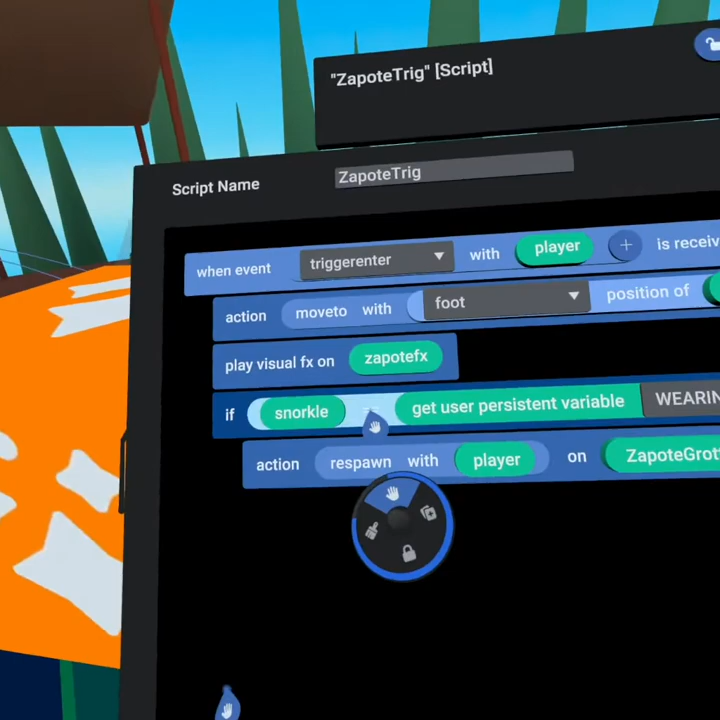 "ZapoteTrig" [Script]
Script Name ZapoteTrig
when event triggerenter with player + is receiv
action moveto with foot position of
play visual fx on zapotefx
if snorkle == get user persistent variable WEARIN
action respawn with player on ZapoteGrot